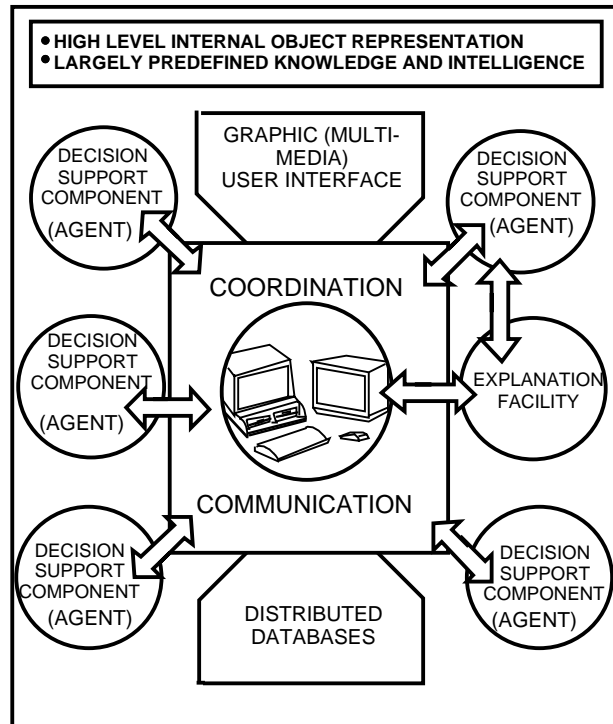 • HIGH LEVEL INTERNAL OBJECT REPRESENTATION
• LARGELY PREDEFINED KNOWLEDGE AND INTELLIGENCE
GRAPHIC (MULTI-
MEDIA)
USER INTERFACE
DECISION
SUPPORT
COMPONENT
(AGENT)
DECISION
SUPPORT
COMPONENT
(AGENT)
COORDINATION
DECISION
SUPPORT
COMPONENT
(AGENT)
EXPLANATION
FACILITY
COMMUNICATION
DECISION
SUPPORT
COMPONENT
(AGENT)
DECISION
SUPPORT
COMPONENT
(AGENT)
DISTRIBUTED
DATABASES